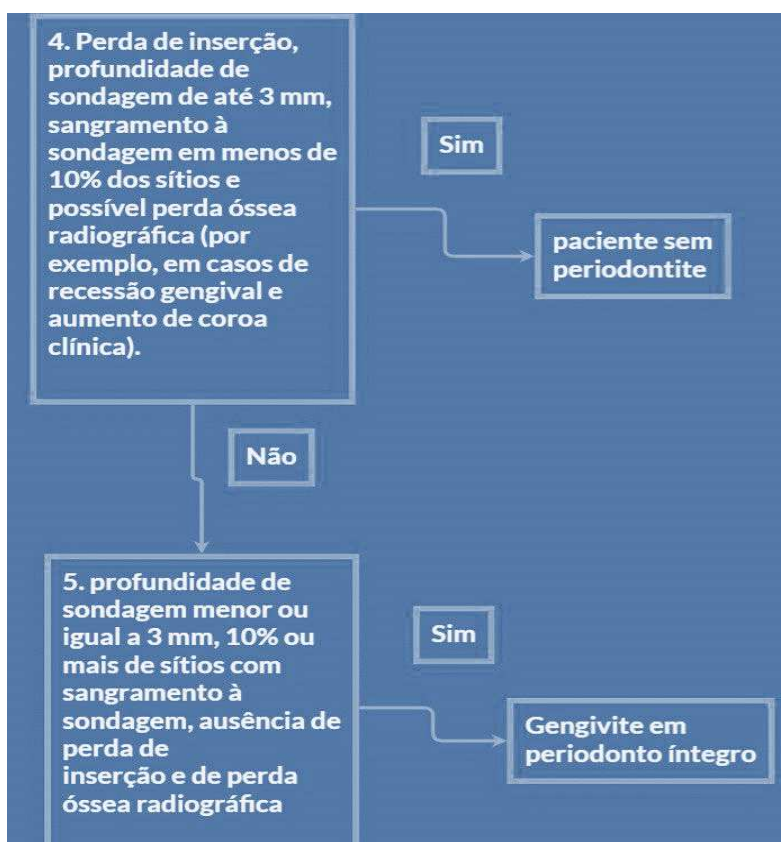 4. Perda de inserção,
profundidade de
sondagem de até 3 mm,
sangramento à
sondagem em menos de
10% dos sítios e
possível perda óssea
radiográfica (por
exemplo, em casos de
recessão gengival e
aumento de coroa
clínica).
Sim
paciente sem
periodontite
Não
5. profundidade de
sondagem menor ou
igual a 3 mm, 10% ou
mais de sítios com
sangramento à
sondagem, ausência de
perda de
inserção e de perda
óssea radiográfica
Sim
Gengivite em
periodonto íntegro